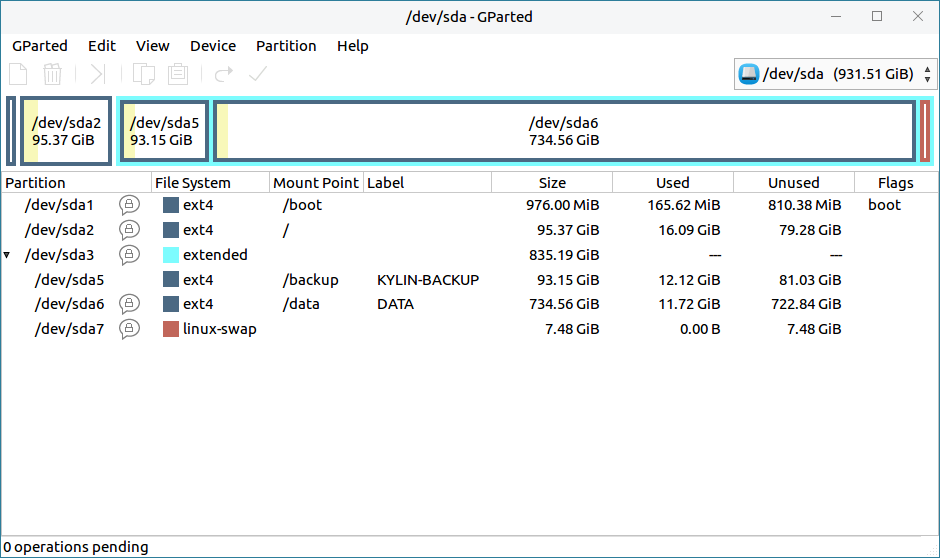 /dev/sda - GParted
GParted Edit View Device Partition Help
/dev/sda (931.51 GiB)
/dev/sda2 /dev/sda5 /dev/sda6
95.37 GiB 93.15 GiB 734.56 GiB
Partition File System Mount Point Label Size Used Unused Flags
/dev/sda1 ext4 /boot 976.00 MiB 165.62 MiB 810.38 MiB boot
/dev/sda2 ext4 / 95.37 GiB 16.09 GiB 79.28 GiB
/dev/sda3 extended 835.19 GiB --- ---
/dev/sda5 ext4 /backup KYLIN-BACKUP 93.15 GiB 12.12 GiB 81.03 GiB
/dev/sda6 ext4 /data DATA 734.56 GiB 11.72 GiB 722.84 GiB
/dev/sda7 linux-swap 7.48 GiB 0.00 B 7.48 GiB
0 operations pending